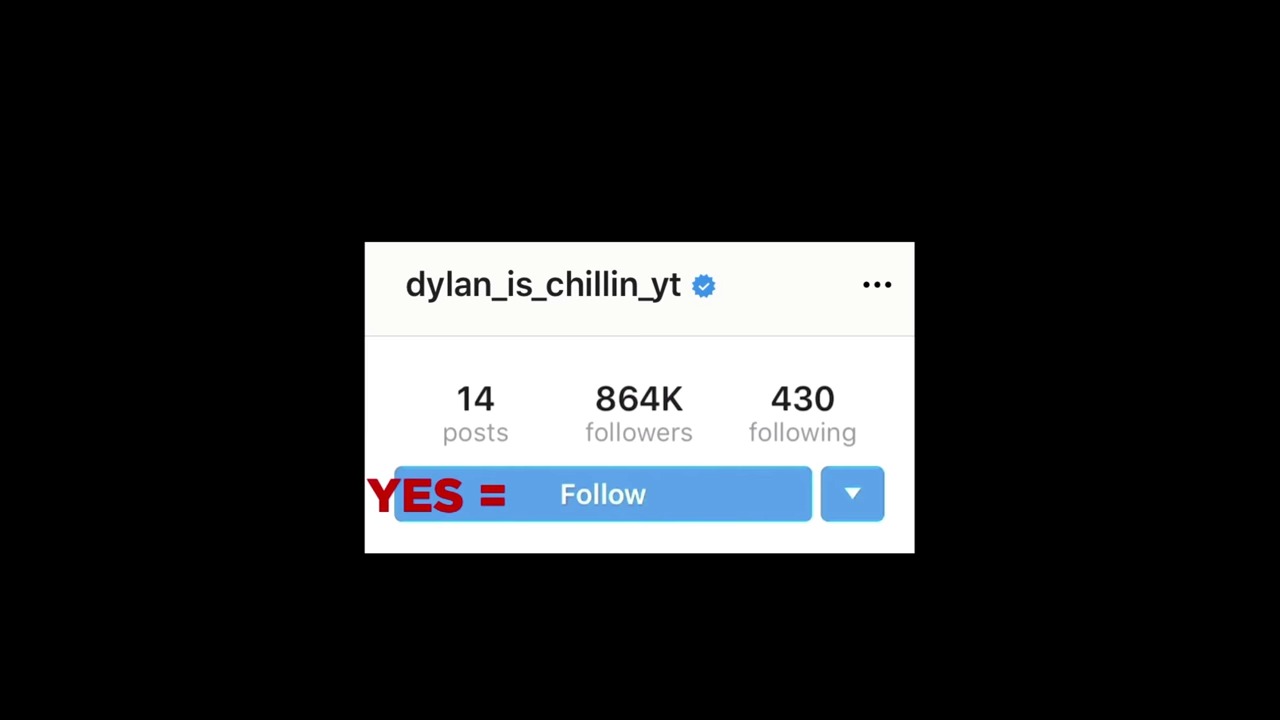 dylan_is_chillin_yt
14 864K 430
posts followers following
YES = Follow